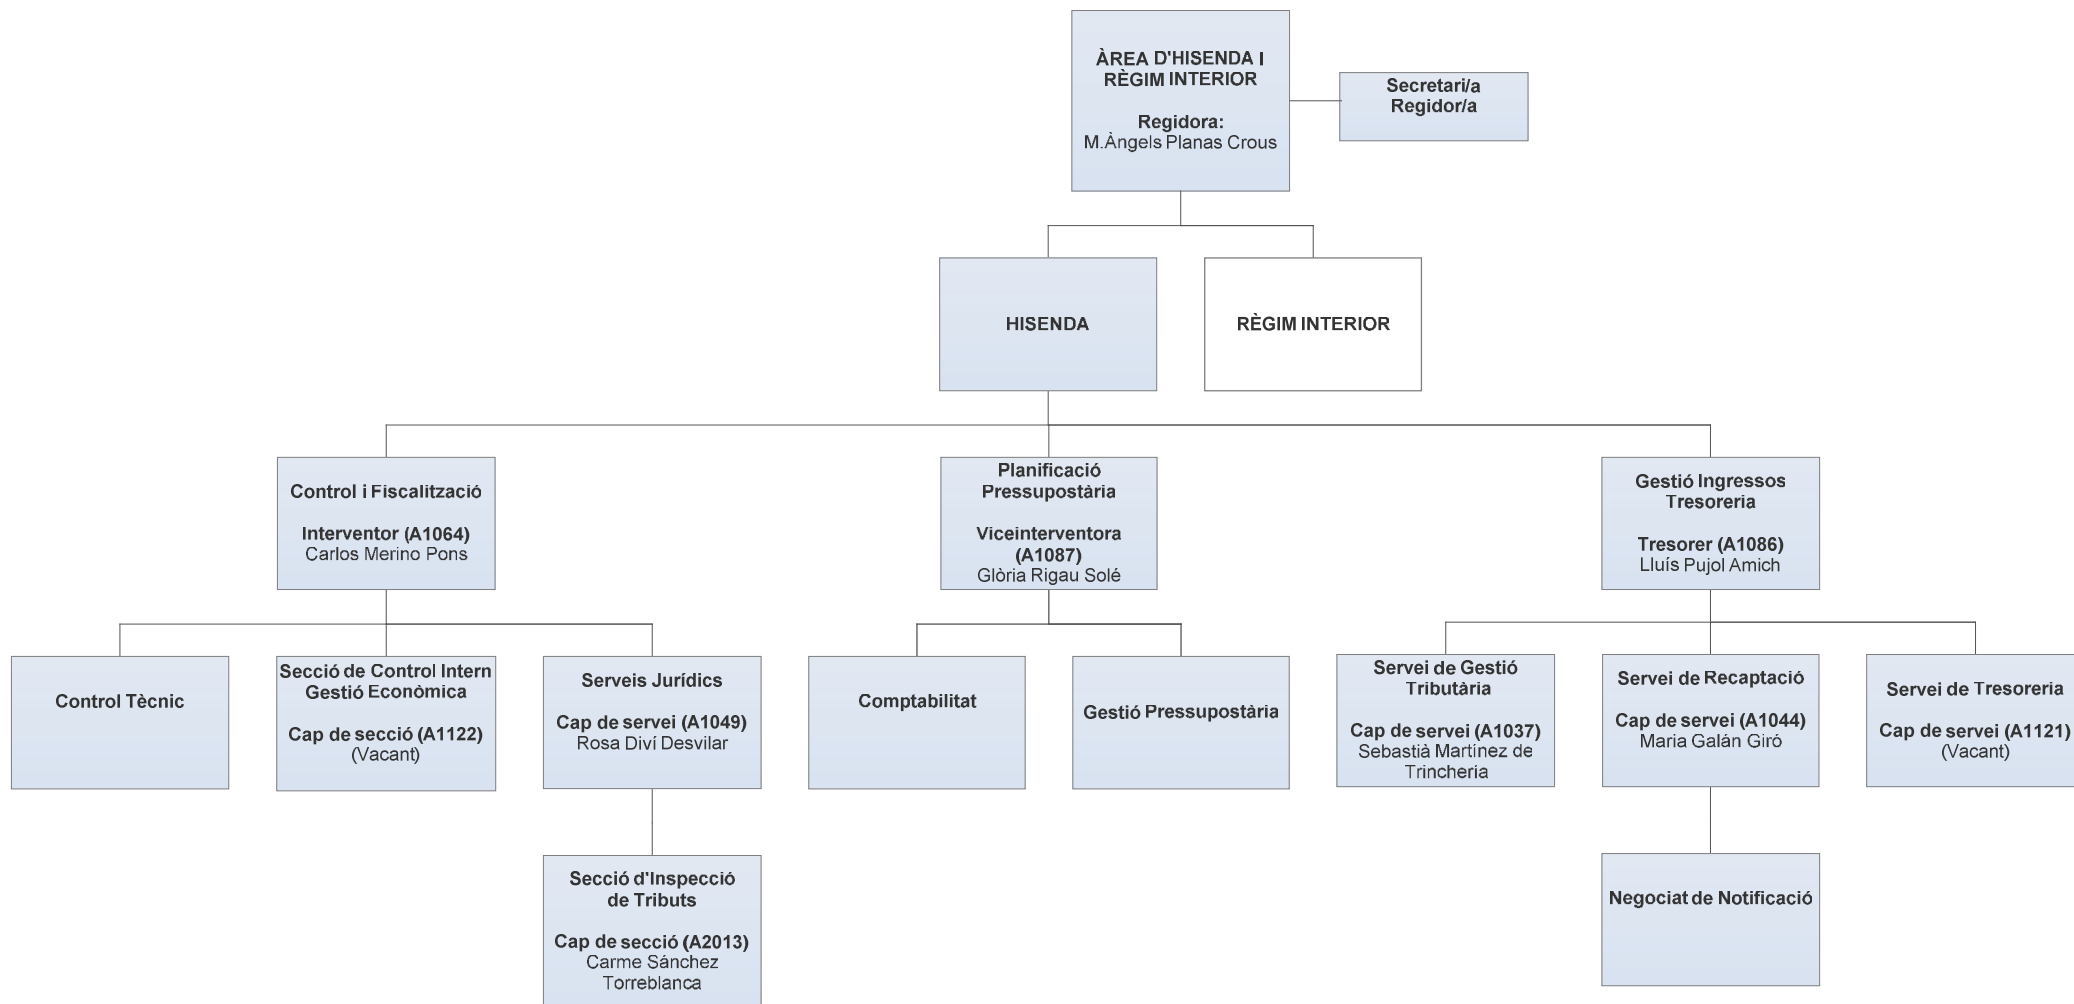 ÀREA D'HISENDA I
RÈGIM INTERIOR
Regidora:
M.Àngels Planas Crous
Secretari/a
Regidor/a
HISENDA
RÈGIM INTERIOR
Control i Fiscalització
Interventor (A1064)
Carlos Merino Pons
Planificació
Pressupostària
Viceinterventora
(A1087)
Glòria Rigau Solé
Gestió Ingressos
Tresoreria
Tresorer (A1086)
Lluís Pujol Amich
Control Tècnic
Secció de Control Intern
Gestió Econòmica
Cap de secció (A1122)
(Vacant)
Serveis Jurídics
Cap de servei (A1049)
Rosa Diví Desvilar
Comptabilitat
Gestió Pressupostària
Servei de Gestió
Tributària
Cap de servei (A1037)
Sebastià Martínez de
Trincheria
Servei de Recaptació
Cap de servei (A1044)
Maria Galán Giró
Servei de Tresoreria
Cap de servei (A1121)
(Vacant)
Secció d'Inspecció
de Tributs
Cap de secció (A2013)
Carme Sánchez
Torreblanca
Negociat de Notificació